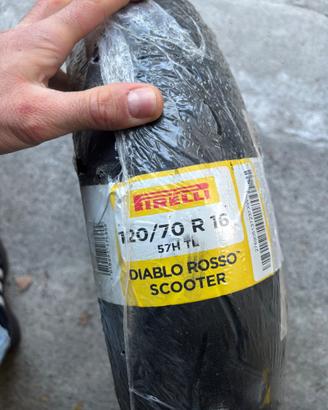 PIRELLI
120/70 R 16
57H TL
DIABLO ROSSO
SCOOTER